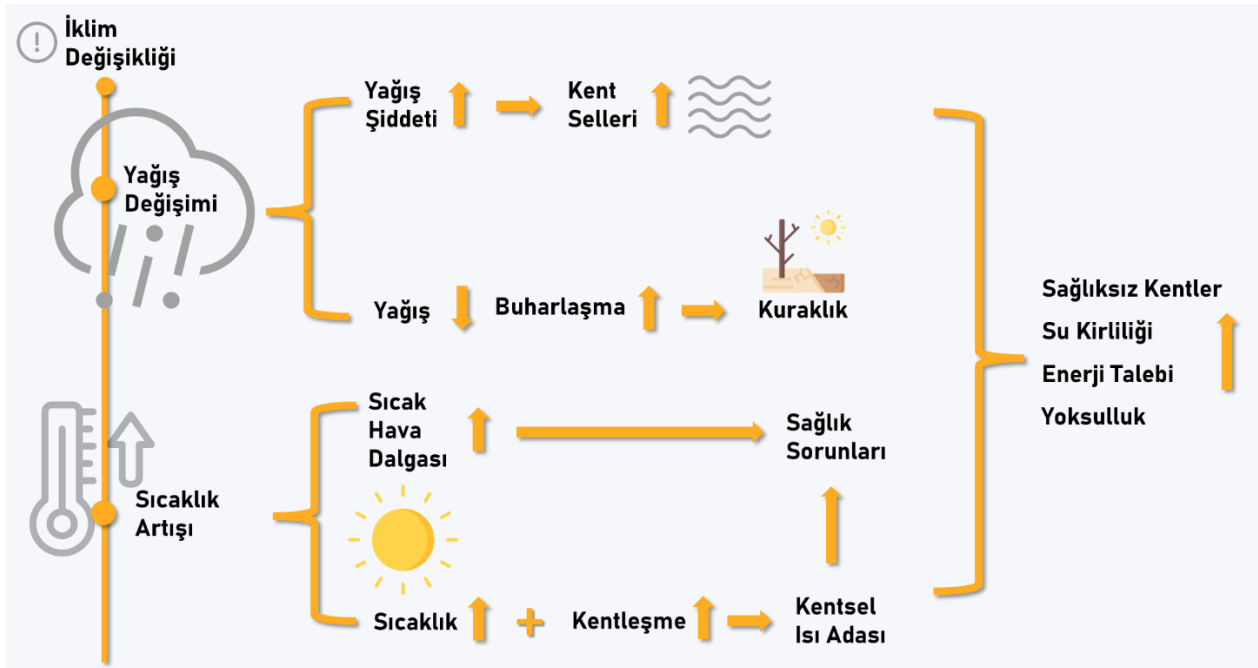 İklim
Değişikliği
Yağış
Değişimi
Yağış
Şiddeti
Kent
Selleri
Yağış
Buharlaşma
Kuraklık
Sıcaklık
Artışı
Sıcak
Hava
Dalgası
Sağlık
Sorunları
Sıcaklık
Kentleşme
Kentsel
Isı Adası
Sağlıksız Kentler
Su Kirliliği
Enerji Talebi
Yoksulluk